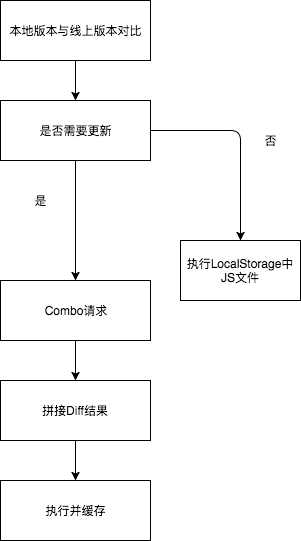 本地版本与线上版本对比
是否需要更新
否
是
执行LocalStorage中
JS文件
Combo请求
拼接Diff结果
执行并缓存